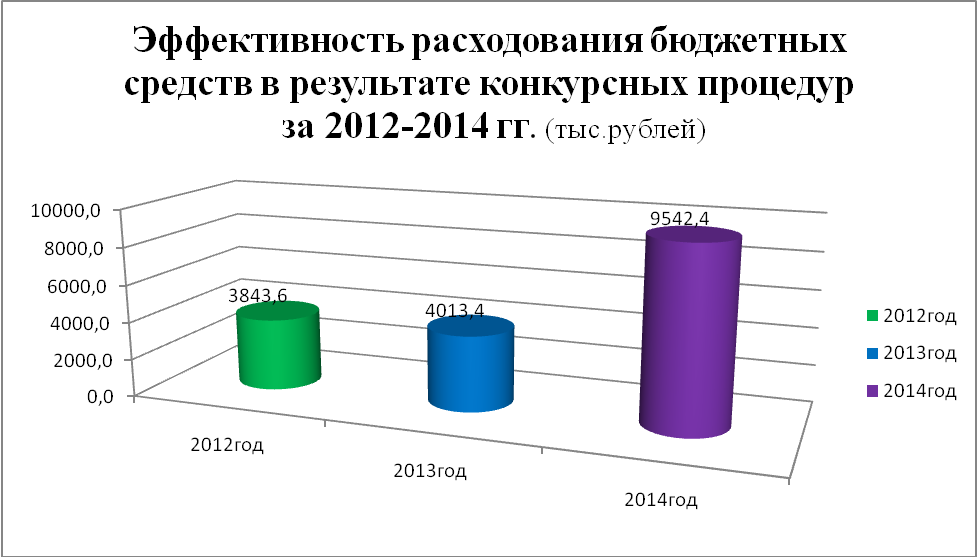 Эффективность расходования бюджетных
средств в результате конкурсных процедур
за 2012-2014 гг. (тыс.рублей)
10000,0
8000,0
6000,0
4000,0
2000,0
0,0
3843,6
4013,4
9542,4
2012год
2013год
2014год
2012год
2013год
2014год